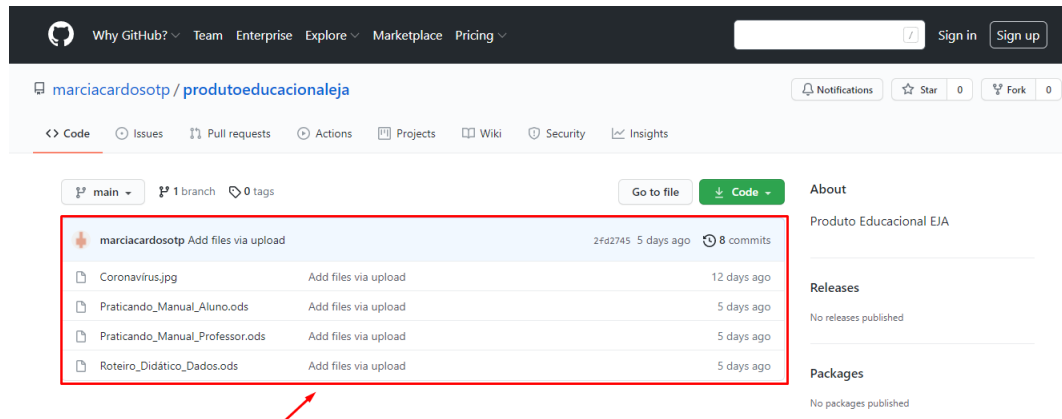 Why GitHub? Team Enterprise Explore Marketplace Pricing / Sign in Sign up
marciacardosotp / produtoeducacionaleja Notifications Star 0 Fork 0
<> Code Issues Pull requests Actions Projects Wiki Security Insights
main 1 branch 0 tags Go to file Code
About
Produto Educacional EJA
marciacardosotp Add files via upload 2fd2745 5 days ago 8 commits
Coronavírus.jpg Add files via upload 12 days ago
Praticando_Manual_Aluno.ods Add files via upload 5 days ago
Praticando_Manual_Professor.ods Add files via upload 5 days ago
Roteiro_Didático_Dados.ods Add files via upload 5 days ago
Releases
No releases published
Packages
No packages published